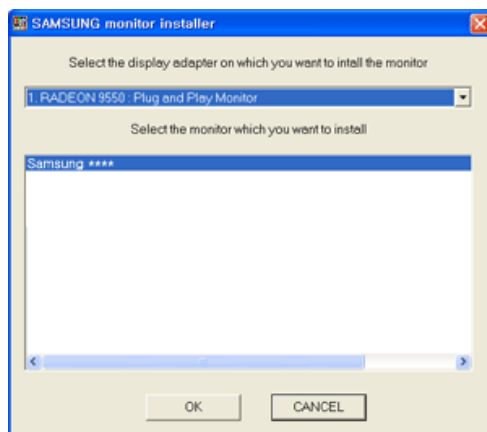 SAMSUNG monitor installer
Select the display adapter on which you want to intall the monitor
1. RADEON 9550 : Plug and Play Monitor
Select the monitor which you want to install
Samsung ****
OK
CANCEL